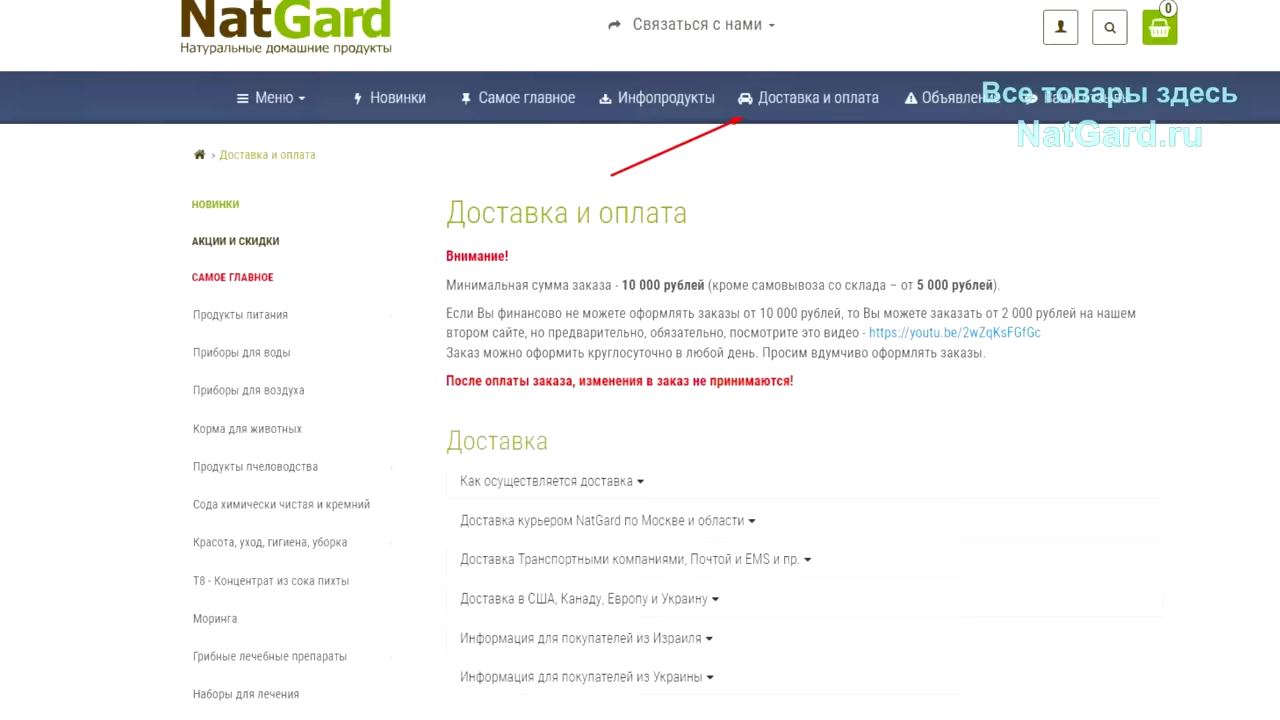 NatGard
Натуральные домашние продукты
Связаться с нами
0
Меню
Новинки
Самое главное
Инфопродукты
Доставка и оплата
Объявление
Все товары здесь
NatGard.ru
› Доставка и оплата
НОВИНКИ
АКЦИИ И СКИДКИ
САМОЕ ГЛАВНОЕ
Продукты питания
Приборы для воды
Приборы для воздуха
Корма для животных
Продукты пчеловодства
Сода химически чистая и кремний
Красота, уход, гигиена, уборка
Т8 - Концентрат из сока пихты
Моринга
Грибные лечебные препараты
Наборы для лечения
Доставка и оплата
Внимание!
Минимальная сумма заказа - 10 000 рублей (кроме самовывоза со склада – от 5 000 рублей).
Если Вы финансово не можете оформлять заказы от 10 000 рублей, то Вы можете заказать от 2 000 рублей на нашем
втором сайте, но предварительно, обязательно, посмотрите это видео - https://youtu.be/2wZqKsFGfGc
Заказ можно оформить круглосуточно в любой день. Просим вдумчиво оформлять заказы.
После оплаты заказа, изменения в заказ не принимаются!
Доставка
Как осуществляется доставка
Доставка курьером NatGard по Москве и области
Доставка Транспортными компаниями, Почтой и EMS и пр.
Доставка в США, Канаду, Европу и Украину
Информация для покупателей из Израиля
Информация для покупателей из Украины